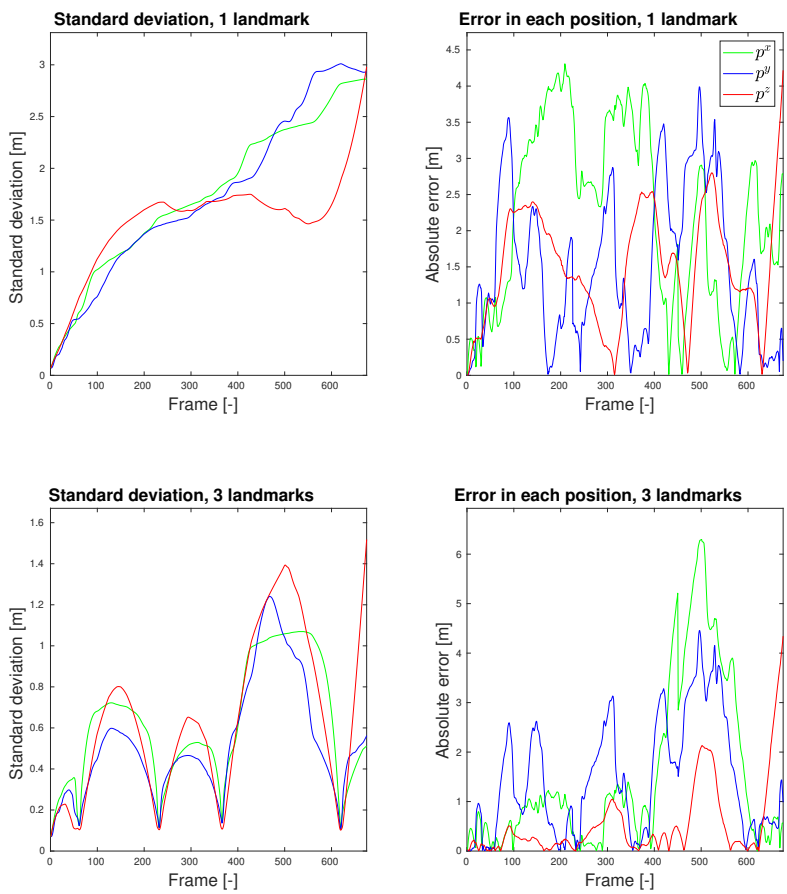 Standard deviation, 1 landmark
Standard deviation [m]
3
2.5
2
1.5
1
0.5
0
0 100 200 300 400 500 600
Frame [-]
Error in each position, 1 landmark
Absolute error [m]
4.5
4
3.5
3
2.5
2
1.5
1
0.5
0
0 100 200 300 400 500 600
Frame [-]
p^x
p^y
p^z
Standard deviation, 3 landmarks
Standard deviation [m]
1.6
1.4
1.2
1
0.8
0.6
0.4
0.2
0
0 100 200 300 400 500 600
Frame [-]
Error in each position, 3 landmarks
Absolute error [m]
6
5
4
3
2
1
0
0 100 200 300 400 500 600
Frame [-]